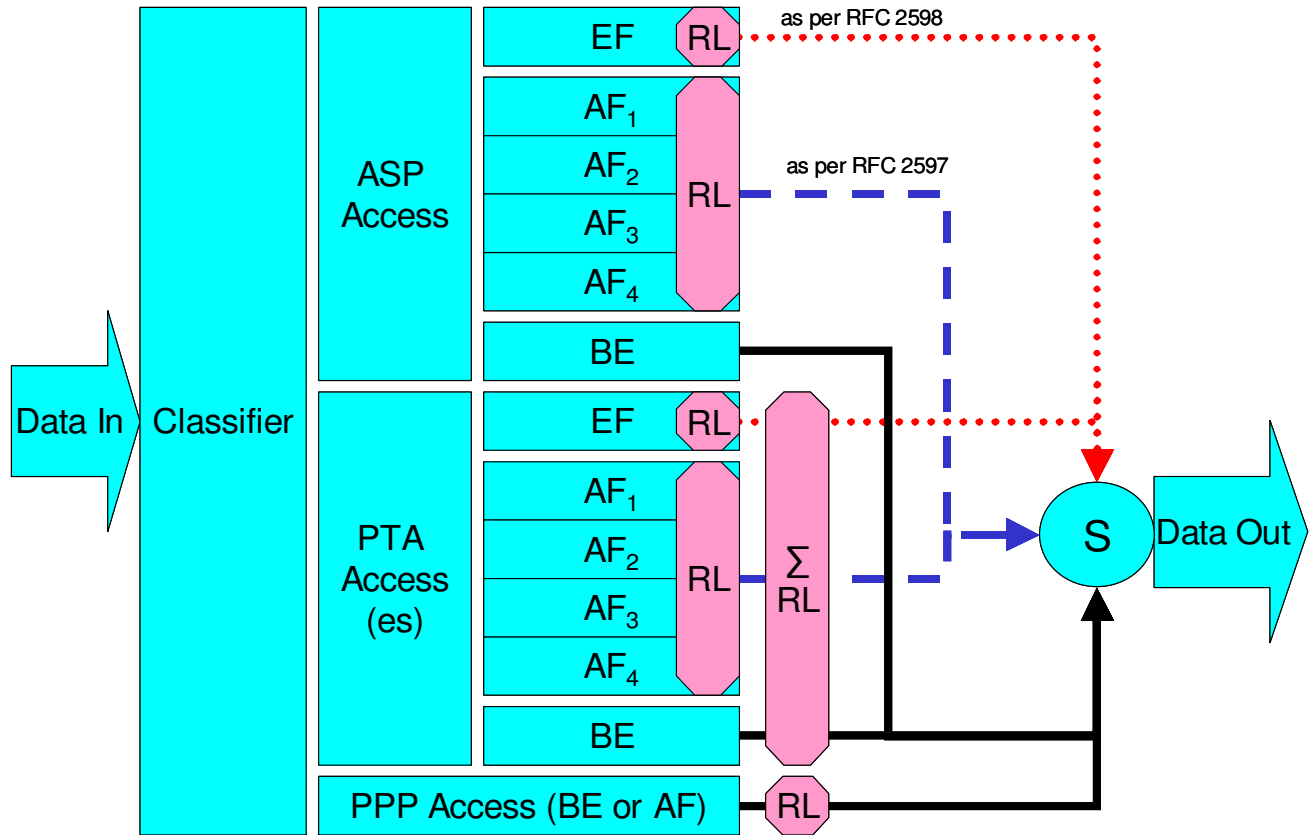 as per RFC 2598
EF RL
AF1
as per RFC 2597
ASP
Access
AF2
RL
AF3
AF4
BE
Data In
Classifier
EF RL
AF1
PTA
Access
(es)
AF2
RL
AF3
AF4
Σ
RL
S
Data Out
BE
PPP Access (BE or AF) RL